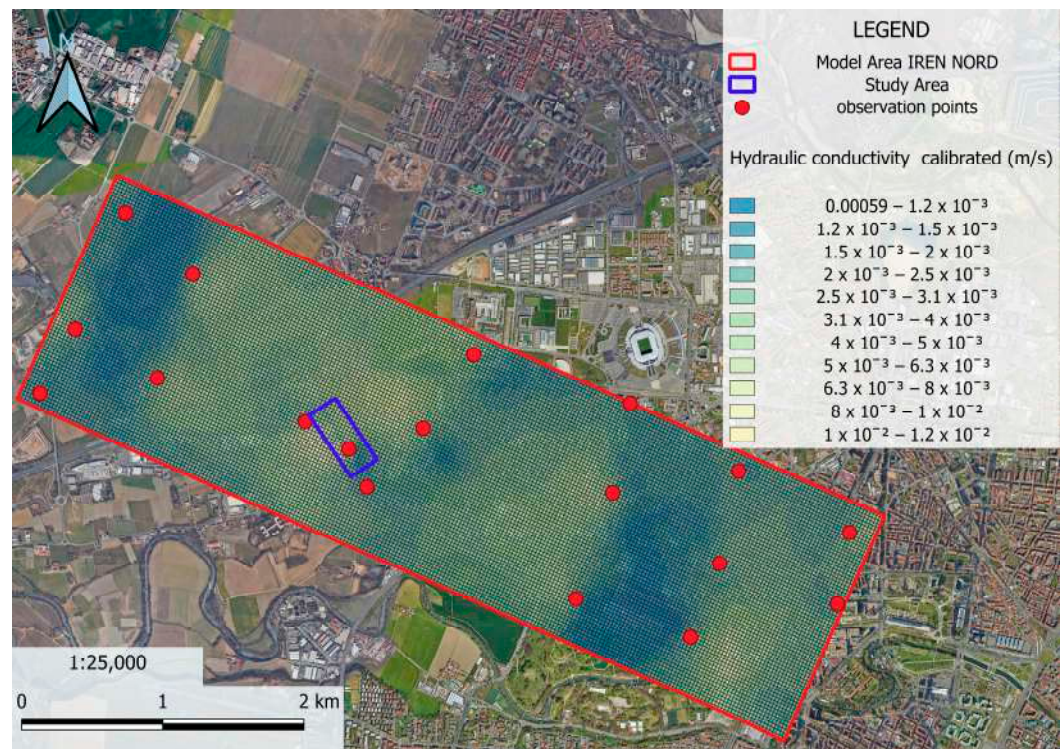 N
LEGEND
Model Area IREN NORD
Study Area
observation points
Hydraulic conductivity calibrated (m/s)
0.00059 – 1.2 x 10⁻³
1.2 x 10⁻³ – 1.5 x 10⁻³
1.5 x 10⁻³ – 2 x 10⁻³
2 x 10⁻³ – 2.5 x 10⁻³
2.5 x 10⁻³ – 3.1 x 10⁻³
3.1 x 10⁻³ – 4 x 10⁻³
4 x 10⁻³ – 5 x 10⁻³
5 x 10⁻³ – 6.3 x 10⁻³
6.3 x 10⁻³ – 8 x 10⁻³
8 x 10⁻³ – 1 x 10⁻²
1 x 10⁻² – 1.2 x 10⁻²
1:25,000
0 1 2 km